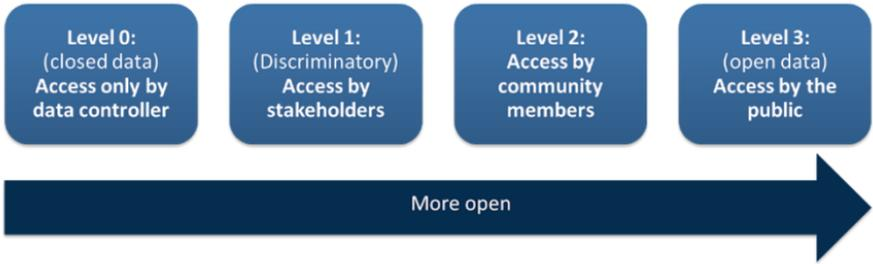 Level 0:
(closed data)
Access only by
data controller
Level 1:
(Discriminatory)
Access by
stakeholders
Level 2:
Access by
community
members
Level 3:
(open data)
Access by the
public
More open